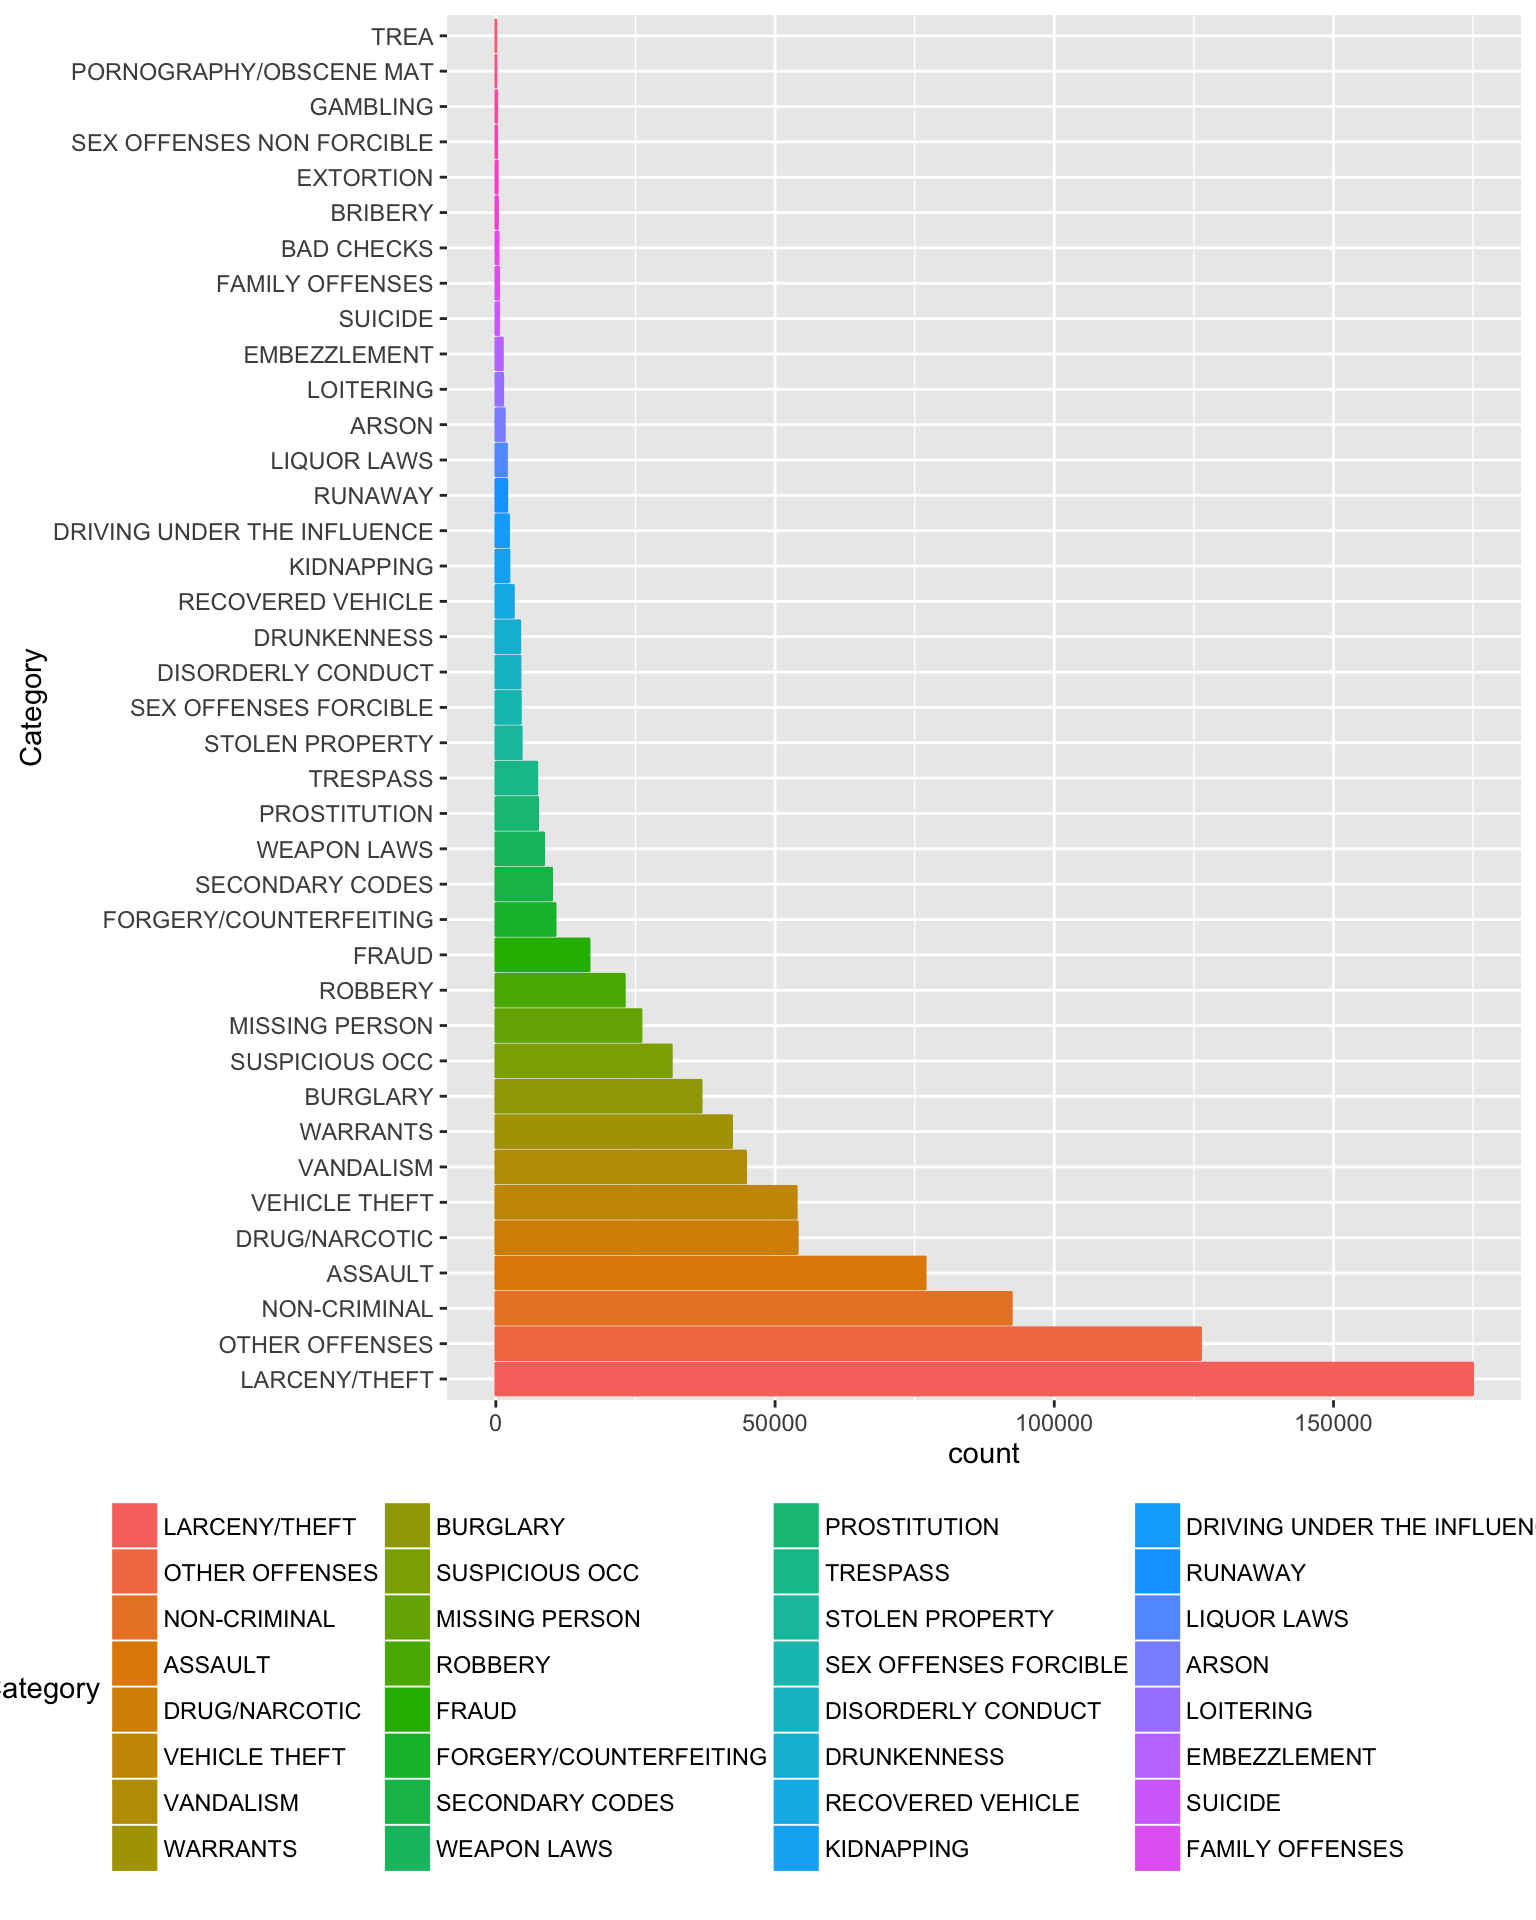 TREA
PORNOGRAPHY/OBSCENE MAT
GAMBLING
SEX OFFENSES NON FORCIBLE
EXTORTION
BRIBERY
BAD CHECKS
FAMILY OFFENSES
SUICIDE
EMBEZZLEMENT
LOITERING
ARSON
LIQUOR LAWS
RUNAWAY
DRIVING UNDER THE INFLUENCE
KIDNAPPING
RECOVERED VEHICLE
DRUNKENNESS
DISORDERLY CONDUCT
SEX OFFENSES FORCIBLE
STOLEN PROPERTY
TRESPASS
PROSTITUTION
WEAPON LAWS
SECONDARY CODES
FORGERY/COUNTERFEITING
FRAUD
ROBBERY
MISSING PERSON
SUSPICIOUS OCC
BURGLARY
WARRANTS
VANDALISM
VEHICLE THEFT
DRUG/NARCOTIC
ASSAULT
NON-CRIMINAL
OTHER OFFENSES
LARCENY/THEFT
Category
0 50000 100000 150000
count
ategory
LARCENY/THEFT
OTHER OFFENSES
NON-CRIMINAL
ASSAULT
DRUG/NARCOTIC
VEHICLE THEFT
VANDALISM
WARRANTS
BURGLARY
SUSPICIOUS OCC
MISSING PERSON
ROBBERY
FRAUD
FORGERY/COUNTERFEITING
SECONDARY CODES
WEAPON LAWS
PROSTITUTION
TRESPASS
STOLEN PROPERTY
SEX OFFENSES FORCIBLE
DISORDERLY CONDUCT
DRUNKENNESS
RECOVERED VEHICLE
KIDNAPPING
DRIVING UNDER THE INFLUEN
RUNAWAY
LIQUOR LAWS
ARSON
LOITERING
EMBEZZLEMENT
SUICIDE
FAMILY OFFENSES